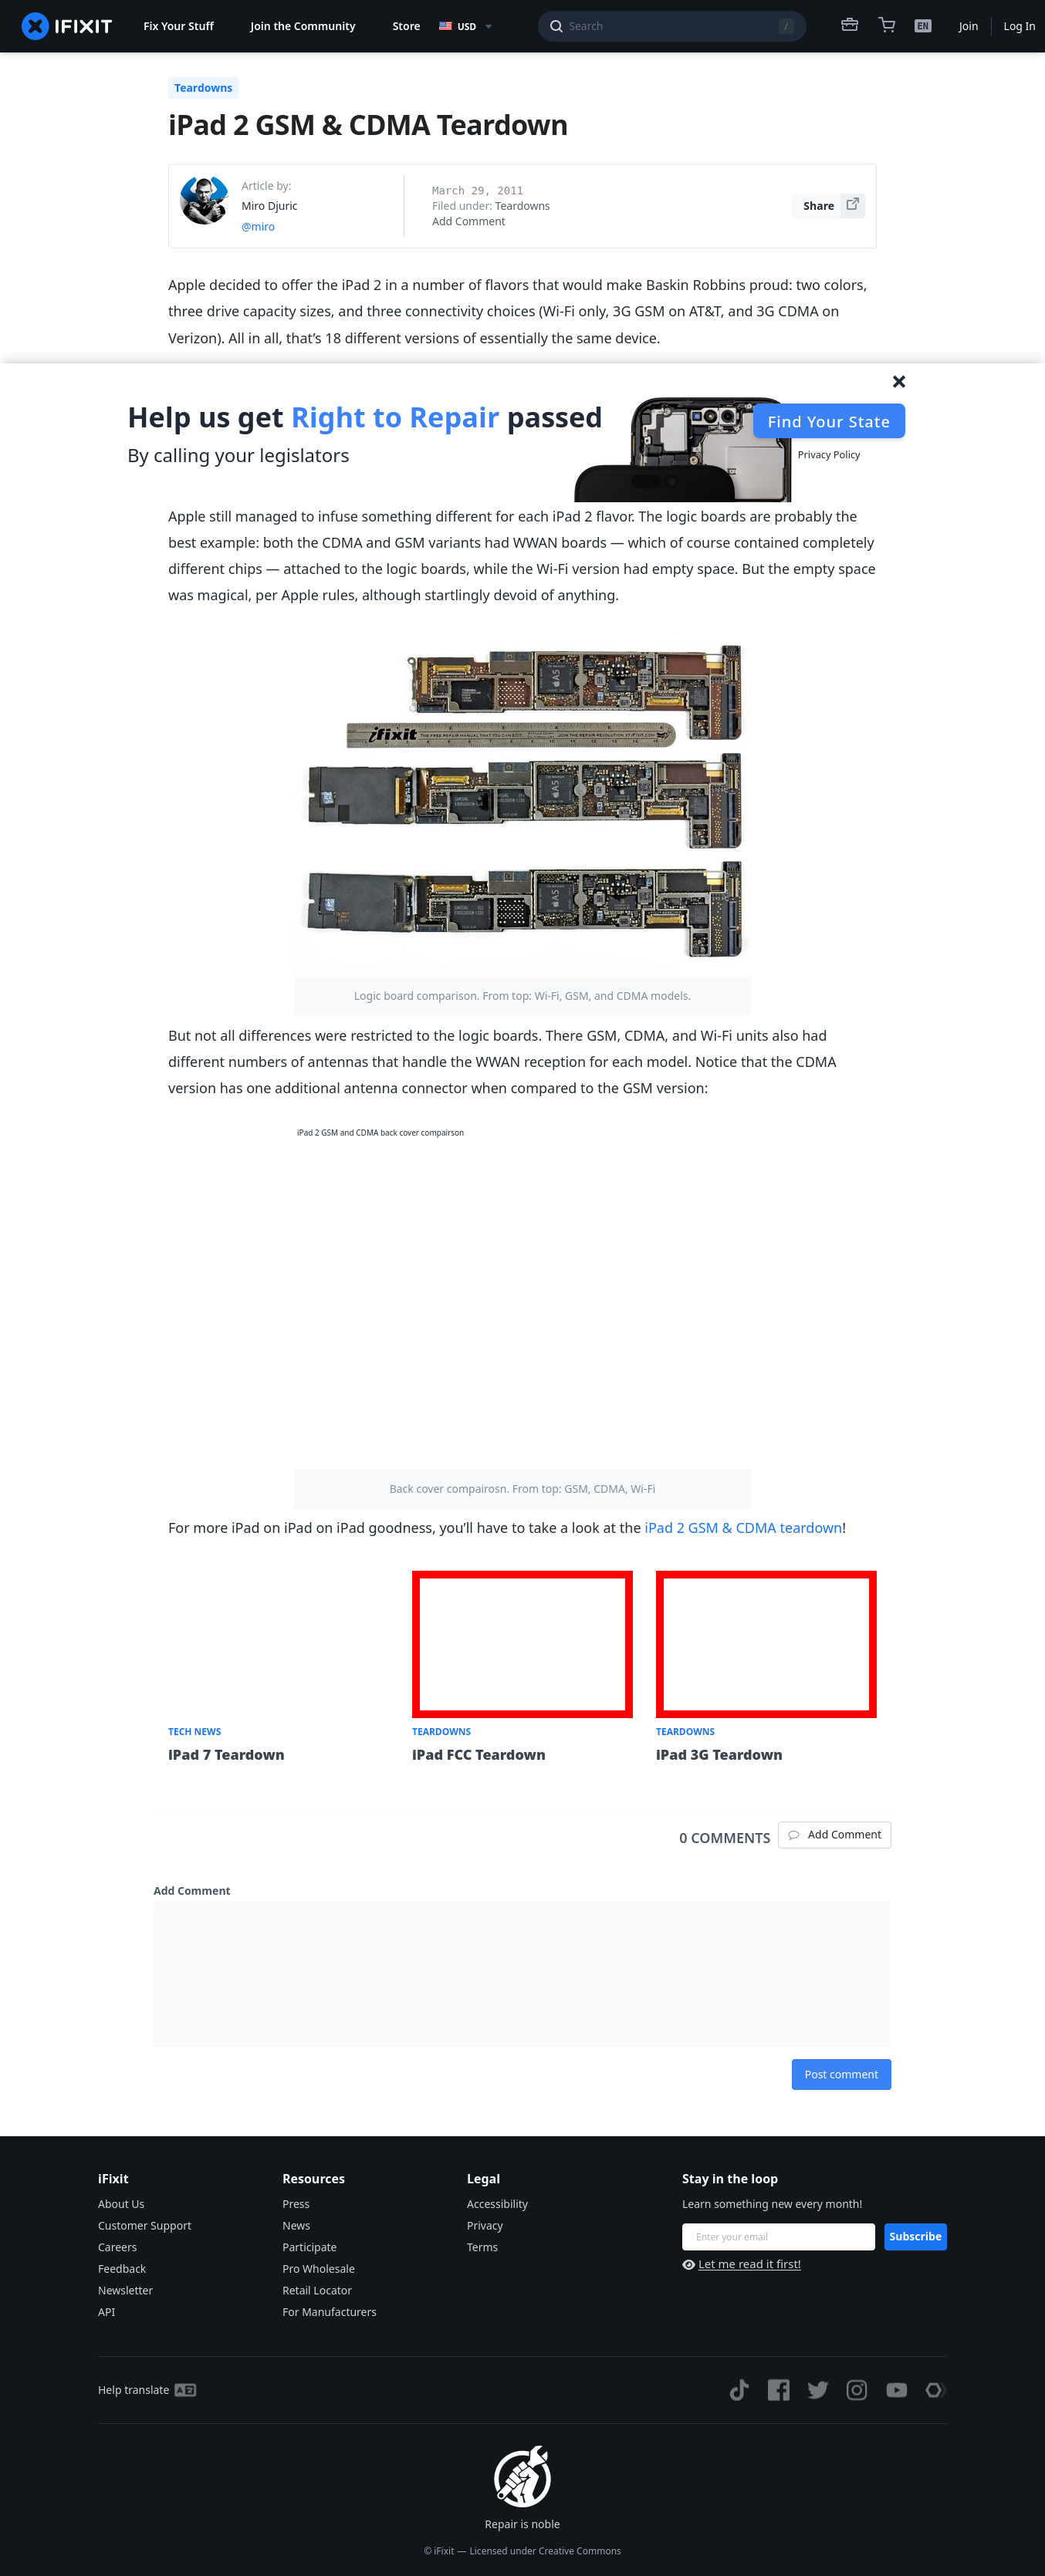 IFIXIT
Fix Your Stuff
Join the Community
Store
USD
Search
/
EN
Join
Log In
Teardowns
iPad 2 GSM & CDMA Teardown
Article by:
Miro Djuric
@miro
March 29, 2011
Filed under: Teardowns
Add Comment
Share
Apple decided to offer the iPad 2 in a number of flavors that would make Baskin Robbins proud: two colors,
three drive capacity sizes, and three connectivity choices (Wi-Fi only, 3G GSM on AT&T, and 3G CDMA on
Verizon). All in all, that’s 18 different versions of essentially the same device.
Help us get Right to Repair passed
By calling your legislators
Find Your State
Privacy Policy
Apple still managed to infuse something different for each iPad 2 flavor. The logic boards are probably the
best example: both the CDMA and GSM variants had WWAN boards — which of course contained completely
different chips — attached to the logic boards, while the Wi-Fi version had empty space. But the empty space
was magical, per Apple rules, although startlingly devoid of anything.
A5
iFixit THE FREE REPAIR MANUAL THAT YOU CAN EDIT
A5
A5
Logic board comparison. From top: Wi-Fi, GSM, and CDMA models.
But not all differences were restricted to the logic boards. There GSM, CDMA, and Wi-Fi units also had
different numbers of antennas that handle the WWAN reception for each model. Notice that the CDMA
version has one additional antenna connector when compared to the GSM version:
iPad 2 GSM and CDMA back cover compairson
Back cover compairosn. From top: GSM, CDMA, Wi-Fi
For more iPad on iPad on iPad goodness, you’ll have to take a look at the iPad 2 GSM & CDMA teardown!
TECH NEWS
iPad 7 Teardown
TEARDOWNS
iPad FCC Teardown
TEARDOWNS
iPad 3G Teardown
0 COMMENTS
Add Comment
Add Comment
Post comment
iFixit
About Us
Customer Support
Careers
Feedback
Newsletter
API
Resources
Press
News
Participate
Pro Wholesale
Retail Locator
For Manufacturers
Legal
Accessibility
Privacy
Terms
Stay in the loop
Learn something new every month!
Enter your email
Subscribe
Let me read it first!
Help translate
Repair is noble
© iFixit — Licensed under Creative Commons